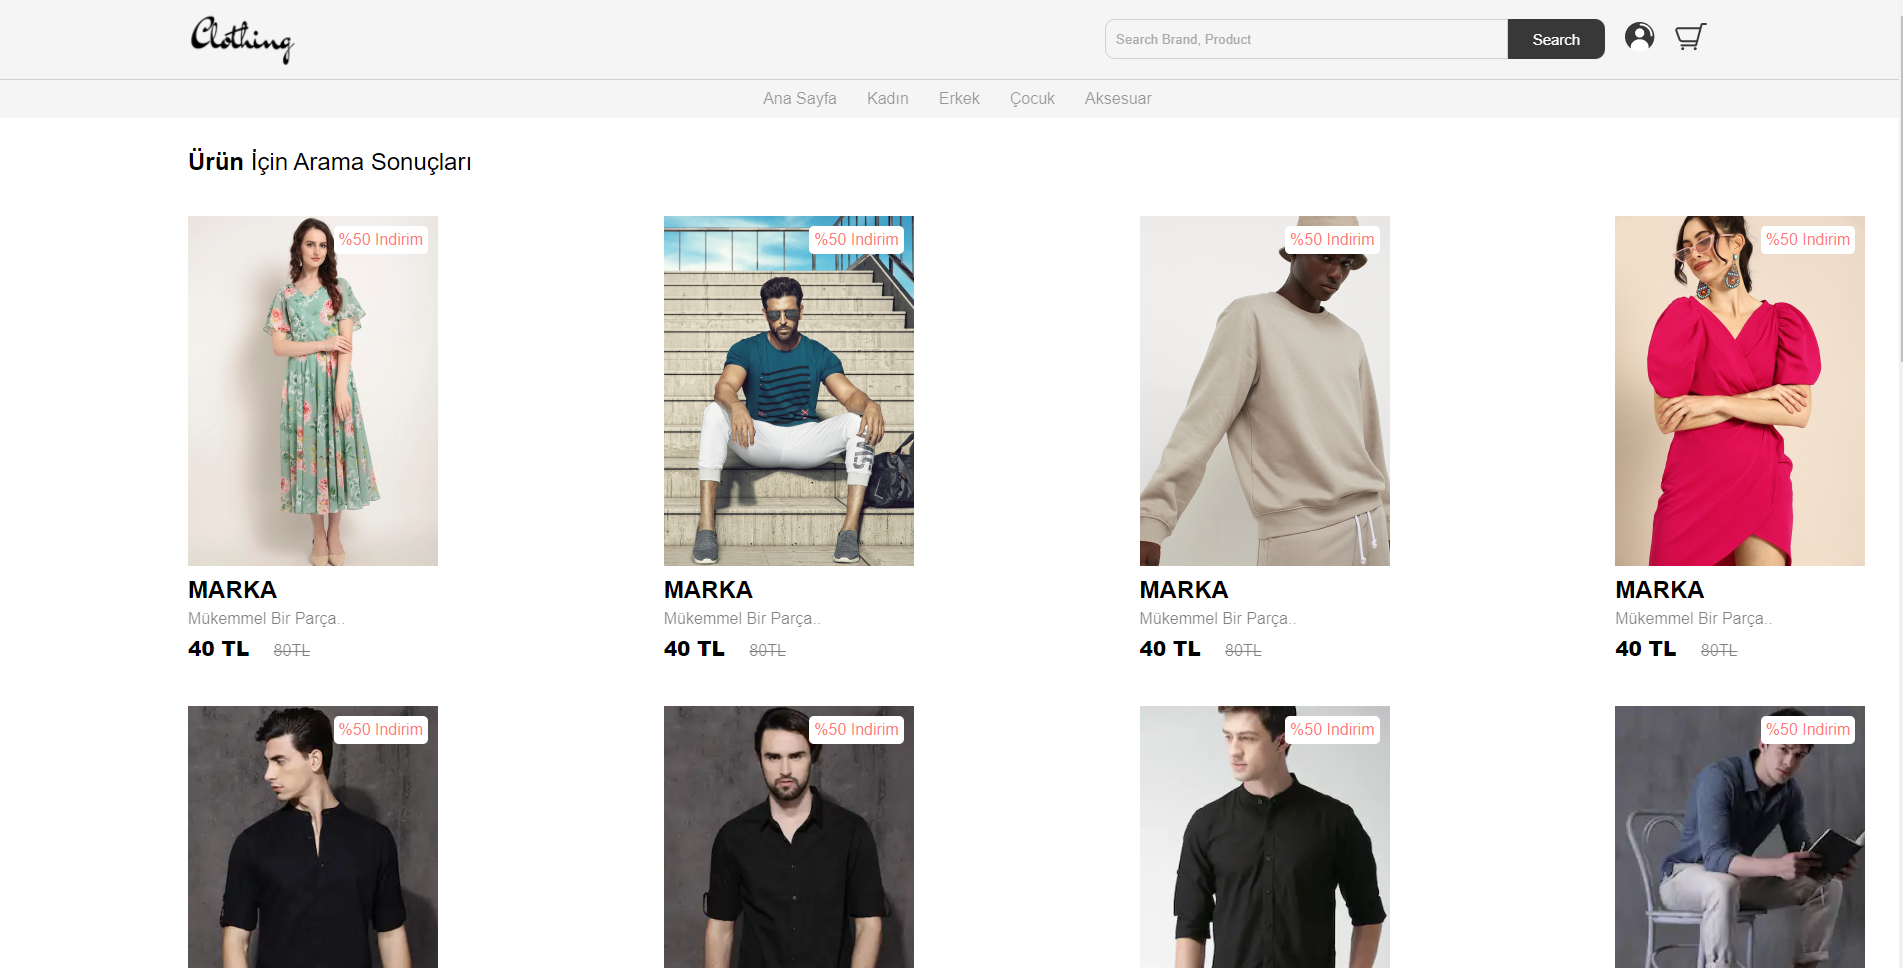 Clothing
Search Brand, Product
Search
Ana Sayfa Kadın Erkek Çocuk Aksesuar
Ürün İçin Arama Sonuçları
%50 Indirim %50 Indirim %50 Indirim %50 Indirim
MARKA MARKA MARKA MARKA
Mükemmel Bir Parça.. Mükemmel Bir Parça.. Mükemmel Bir Parça.. Mükemmel Bir Parça..
40 TL 80TL 40 TL 80TL 40 TL 80TL 40 TL 80TL
%50 Indirim %50 Indirim %50 Indirim %50 Indirim